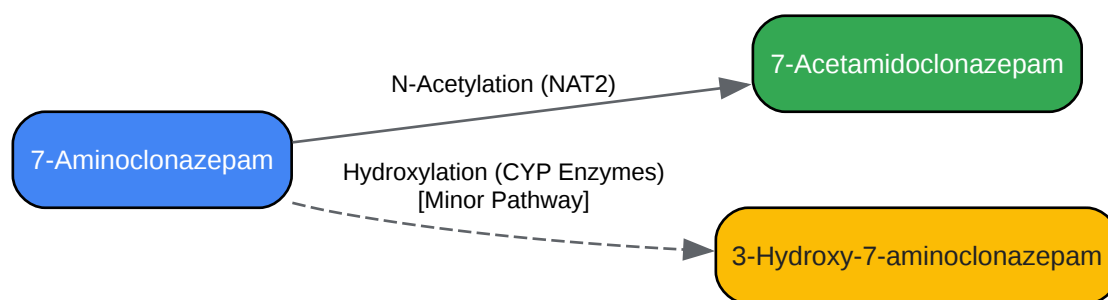 7-Acetamidoclonazepam
N-Acetylation (NAT2)
7-Aminoclonazepam
Hydroxylation (CYP Enzymes)
[Minor Pathway]
3-Hydroxy-7-aminoclonazepam